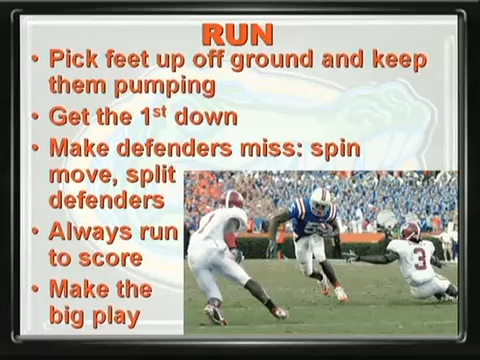 RUN
• Pick feet up off ground and keep
them pumping
• Get the 1st down
• Make defenders miss: spin
move, split
defenders
• Always run
to score
• Make the
big play
3